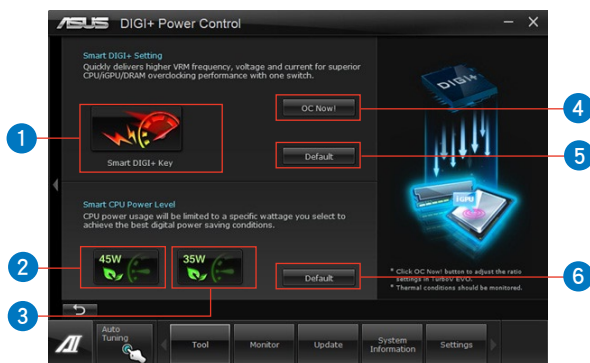 ASUS DIGI+ Power Control
Smart DIGI+ Setting
Quickly delivers higher VRM frequency, voltage and current for superior
CPU/iGPU/DRAM overclocking performance with one
switch.
OC Now!
4
1
Smart DIGI+ Key
Default
5
Smart CPU Power Level
CPU power usage will be limited to a specific wattage you select to
achieve the best digital power saving conditions.
2
45W
35W
Default
6
3
DIGI+
iGPU
* Click OC Now! button to adjust the ratio
settings in TurboV EVO.
* Thermal conditions should be monitored.
AI
Auto
Tuning
Tool
Monitor
Update
System
Information
Settings